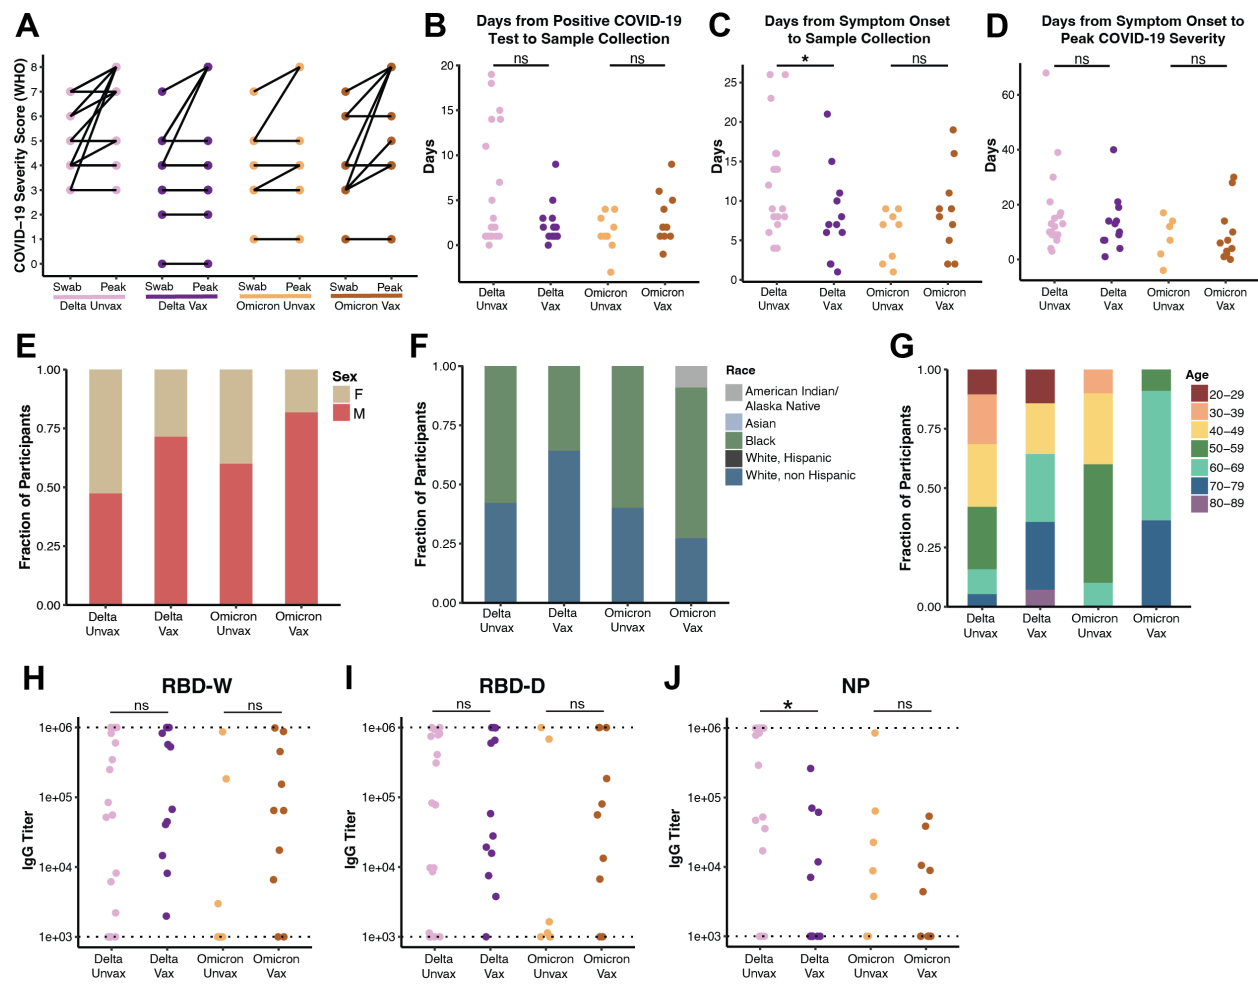 A
COVID−19 Severity Score (WHO)
8
7
6
5
4
3
2
1
0
Swab Peak Swab Peak Swab Peak Swab Peak
Delta Unvax Delta Vax Omicron Unvax Omicron Vax
B
Days from Positive COVID-19
Test to Sample Collection
ns ns
Days
20
15
10
5
0
Delta Unvax
Delta Vax
Omicron Unvax
Omicron Vax
C
Days from Symptom Onset
to Sample Collection
* ns
Days
25
20
15
10
5
0
Delta Unvax
Delta Vax
Omicron Unvax
Omicron Vax
D
Days from Symptom Onset to
Peak COVID-19 Severity
ns ns
Days
60
40
20
0
Delta Unvax
Delta Vax
Omicron Unvax
Omicron Vax
E
Fraction of Participants
1.00
0.75
0.50
0.25
0.00
Delta Unvax
Delta Vax
Omicron Unvax
Omicron Vax
Sex
F
M
F
Fraction of Participants
1.00
0.75
0.50
0.25
0.00
Delta Unvax
Delta Vax
Omicron Unvax
Omicron Vax
Race
American Indian/
Alaska Native
Asian
Black
White, Hispanic
White, non Hispanic
G
Fraction of Participants
1.00
0.75
0.50
0.25
0.00
Delta Unvax
Delta Vax
Omicron Unvax
Omicron Vax
Age
20−29
30−39
40−49
50−59
60−69
70−79
80−89
H
RBD-W
ns ns
IgG Titer
1e+06
1e+05
1e+04
1e+03
Delta Unvax
Delta Vax
Omicron Unvax
Omicron Vax
I
RBD-D
ns ns
IgG Titer
1e+06
1e+05
1e+04
1e+03
Delta Unvax
Delta Vax
Omicron Unvax
Omicron Vax
J
NP
* ns
IgG Titer
1e+06
1e+05
1e+04
1e+03
Delta Unvax
Delta Vax
Omicron Unvax
Omicron Vax